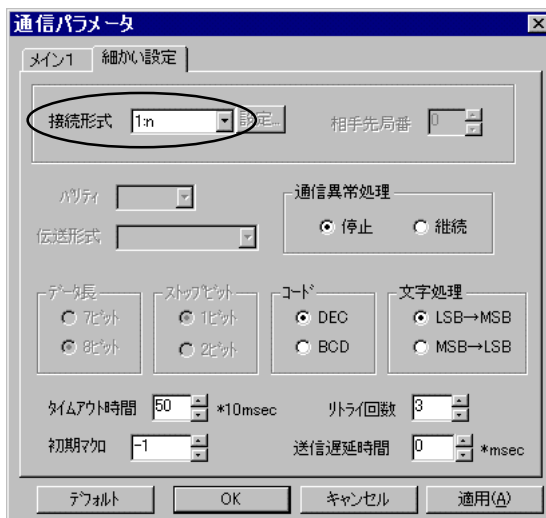 通信パラメータ
メイン1 細かい設定
接続形式 1:n 設定... 相手先局番 0
パリティ 通信異常処理
伝送形式 停止 継続
データ長 ストップビット コード 文字処理
7ビット 1ビット DEC LSB→MSB
8ビット 2ビット BCD MSB→LSB
タイムアウト時間 50 *10msec リトライ回数 3
初期マクロ -1 送信遅延時間 0 *msec
デフォルト OK キャンセル 適用(A)